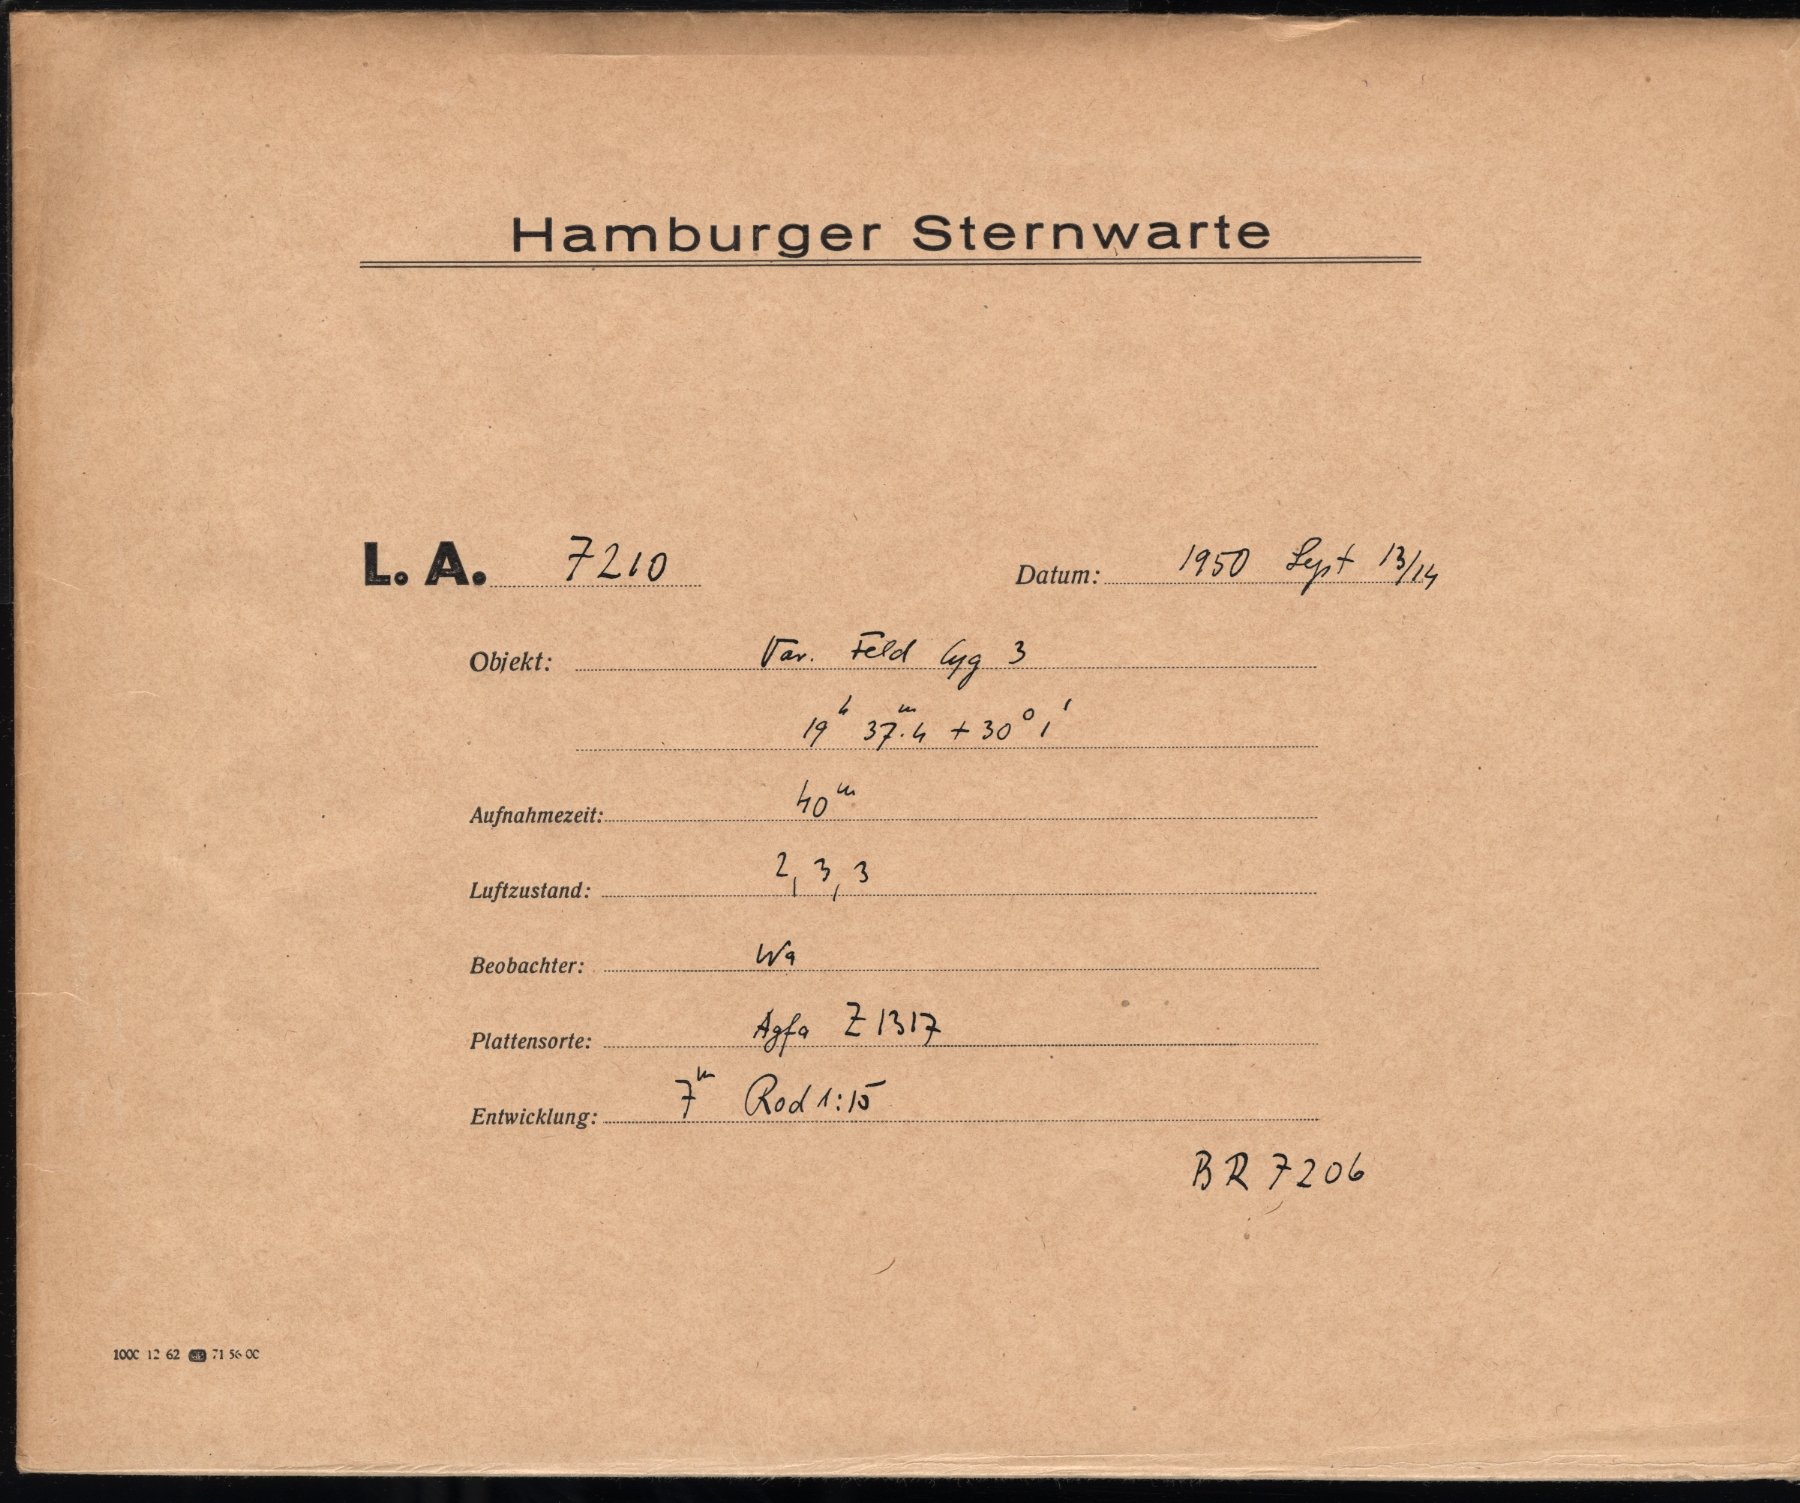 Hamburger Sternwarte
L. A. 7210 Datum: 1950 Sept 13/14
Objekt: Var. Feld Cyg 3
19ʰ 37ᵐ.4 + 30° 1'
Aufnahmezeit: 40ᵐ
Luftzustand: 2, 3, 3
Beobachter: Wa
Plattensorte: Agfa Z 1317
Entwicklung: 7ᵐ Rod 1:15
BR 7206
1000 12 62 71 56 00